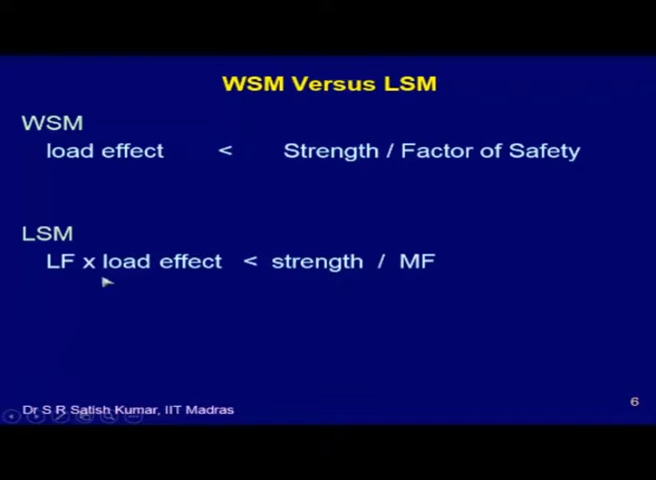 WSM Versus LSM
WSM
load effect < Strength / Factor of Safety
LSM
LF x load effect < strength / MF
Dr S R Satish Kumar, IIT Madras
6